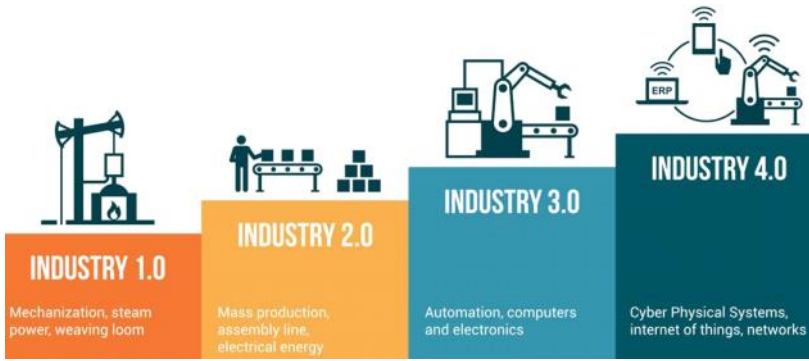 ERP
INDUSTRY 1.0
Mechanization, steam
power, weaving loom
INDUSTRY 2.0
Mass production,
assembly line,
electrical energy
INDUSTRY 3.0
Automation, computers
and electronics
INDUSTRY 4.0
Cyber Physical Systems,
internet of things, networks